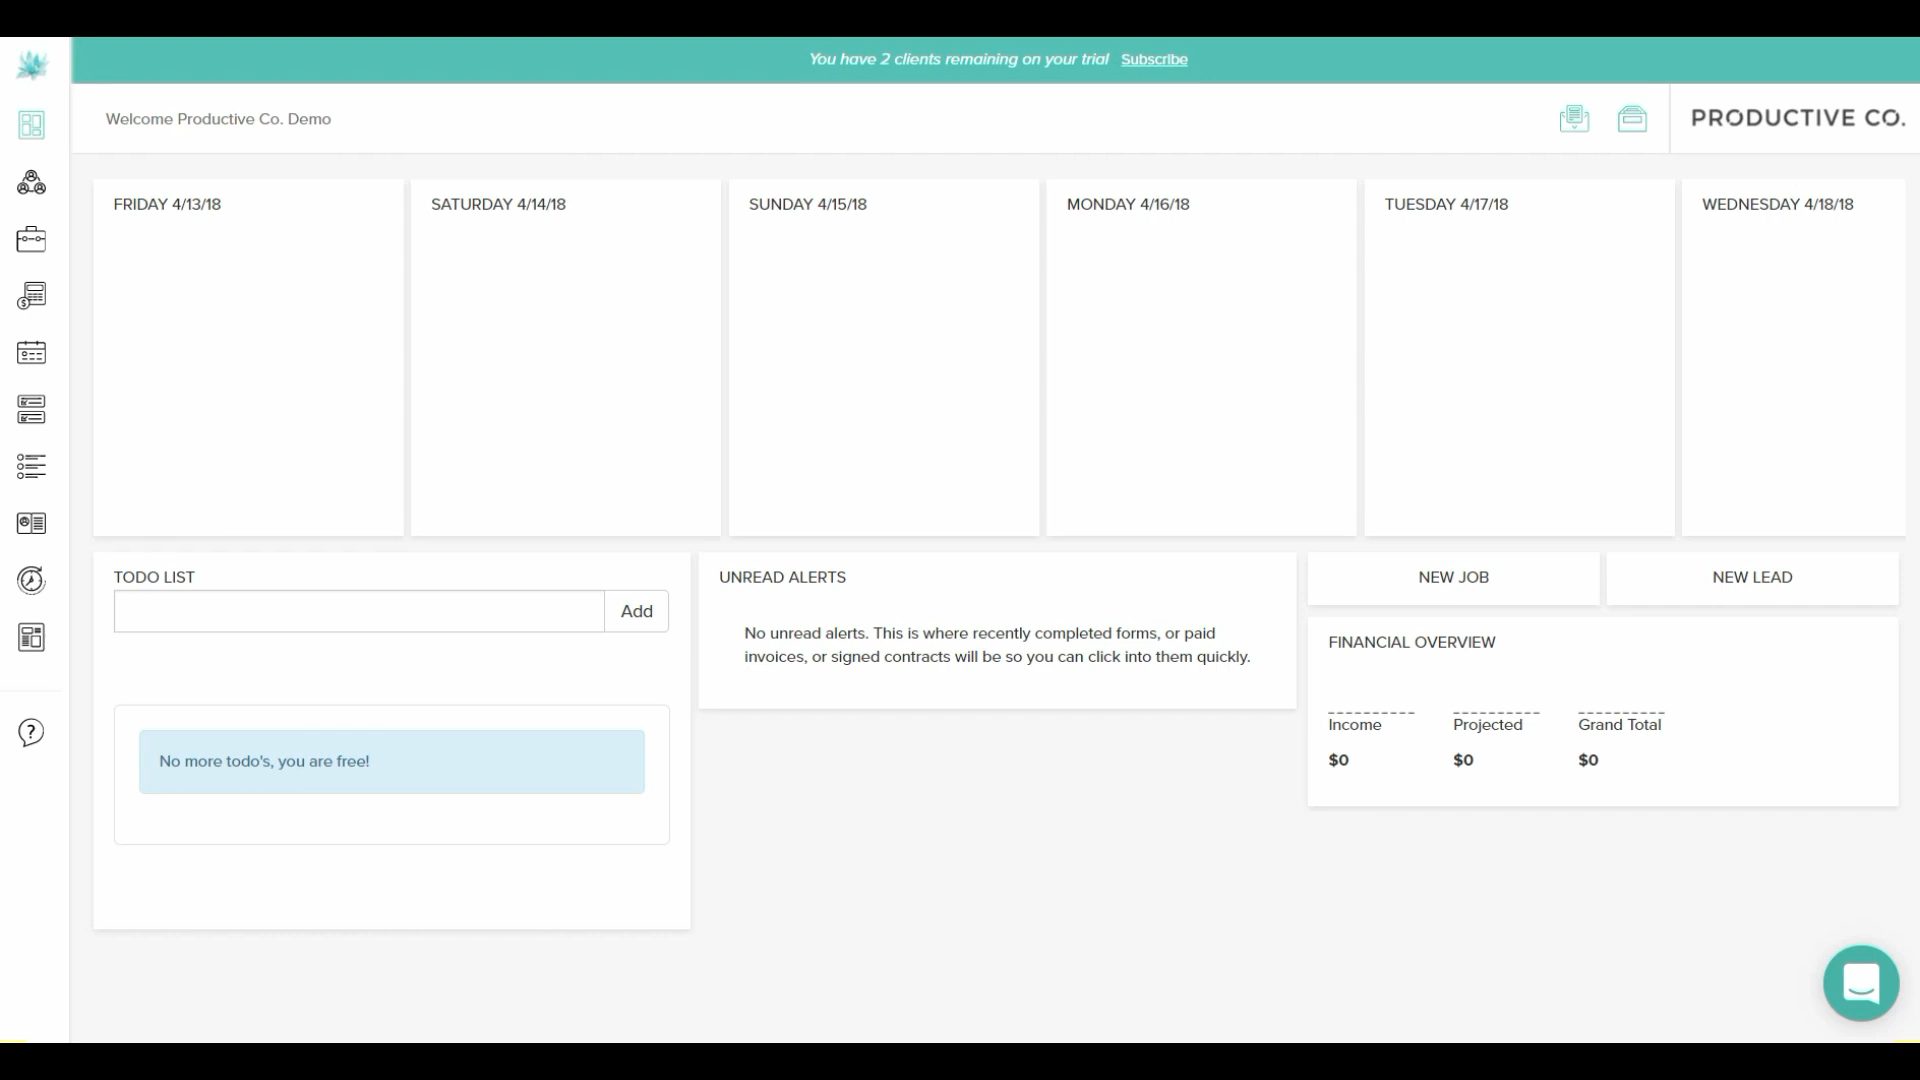 You have 2 clients remaining on your trial Subscribe
Welcome Productive Co. Demo
PRODUCTIVE CO.
FRIDAY 4/13/18
SATURDAY 4/14/18
SUNDAY 4/15/18
MONDAY 4/16/18
TUESDAY 4/17/18
WEDNESDAY 4/18/18
TODO LIST
Add
No more todo's, you are free!
UNREAD ALERTS
No unread alerts. This is where recently completed forms, or paid
invoices, or signed contracts will be so you can click into them quickly.
NEW JOB
NEW LEAD
FINANCIAL OVERVIEW
Income
Projected
Grand Total
$0
$0
$0